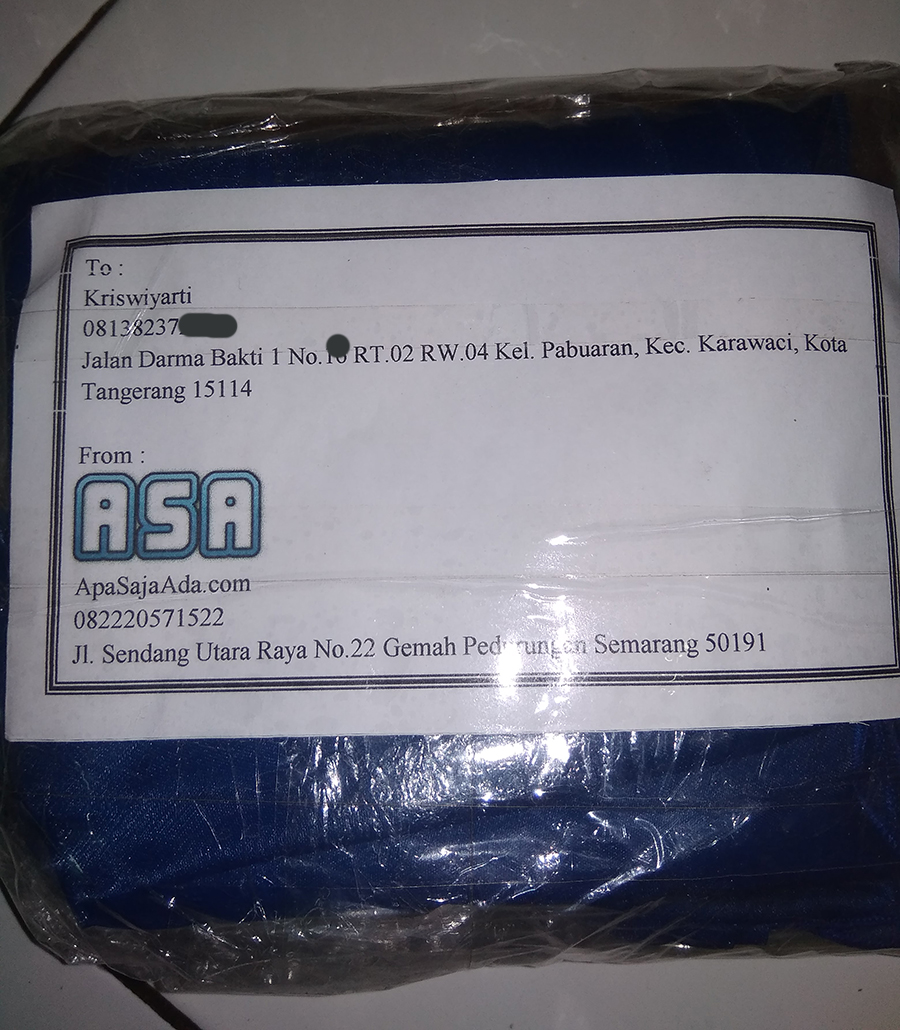 To :
Kriswiyarti
08138237
Jalan Darma Bakti 1 No. RT.02 RW.04 Kel. Pabuaran, Kec. Karawaci, Kota
Tangerang 15114
From :
ASA
ApaSajaAda.com
082220571522
Jl. Sendang Utara Raya No.22 Gemah Pedurungan Semarang 50191